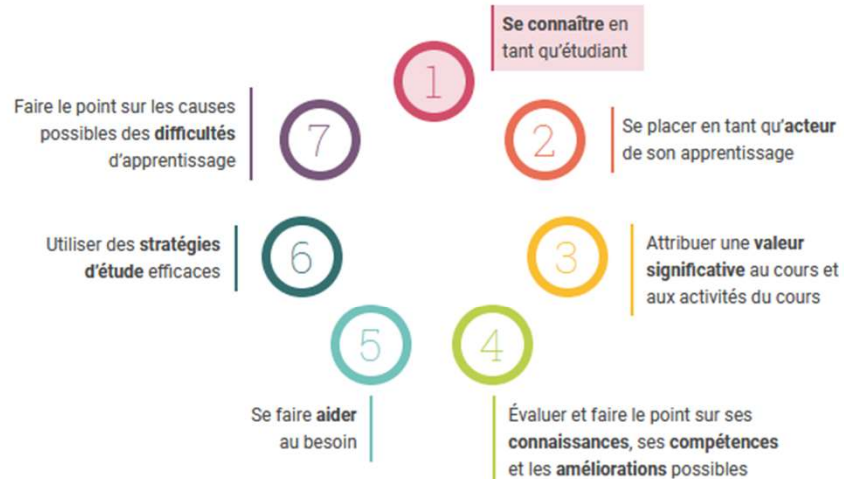 1
Se connaître en
tant qu'étudiant
2
Se placer en tant qu'acteur
de son apprentissage
3
Attribuer une valeur
significative au cours et
aux activités du cours
4
Évaluer et faire le point sur ses
connaissances, ses compétences
et les améliorations possibles
5
Se faire aider
au besoin
6
Utiliser des stratégies
d'étude efficaces
7
Faire le point sur les causes
possibles des difficultés
d'apprentissage